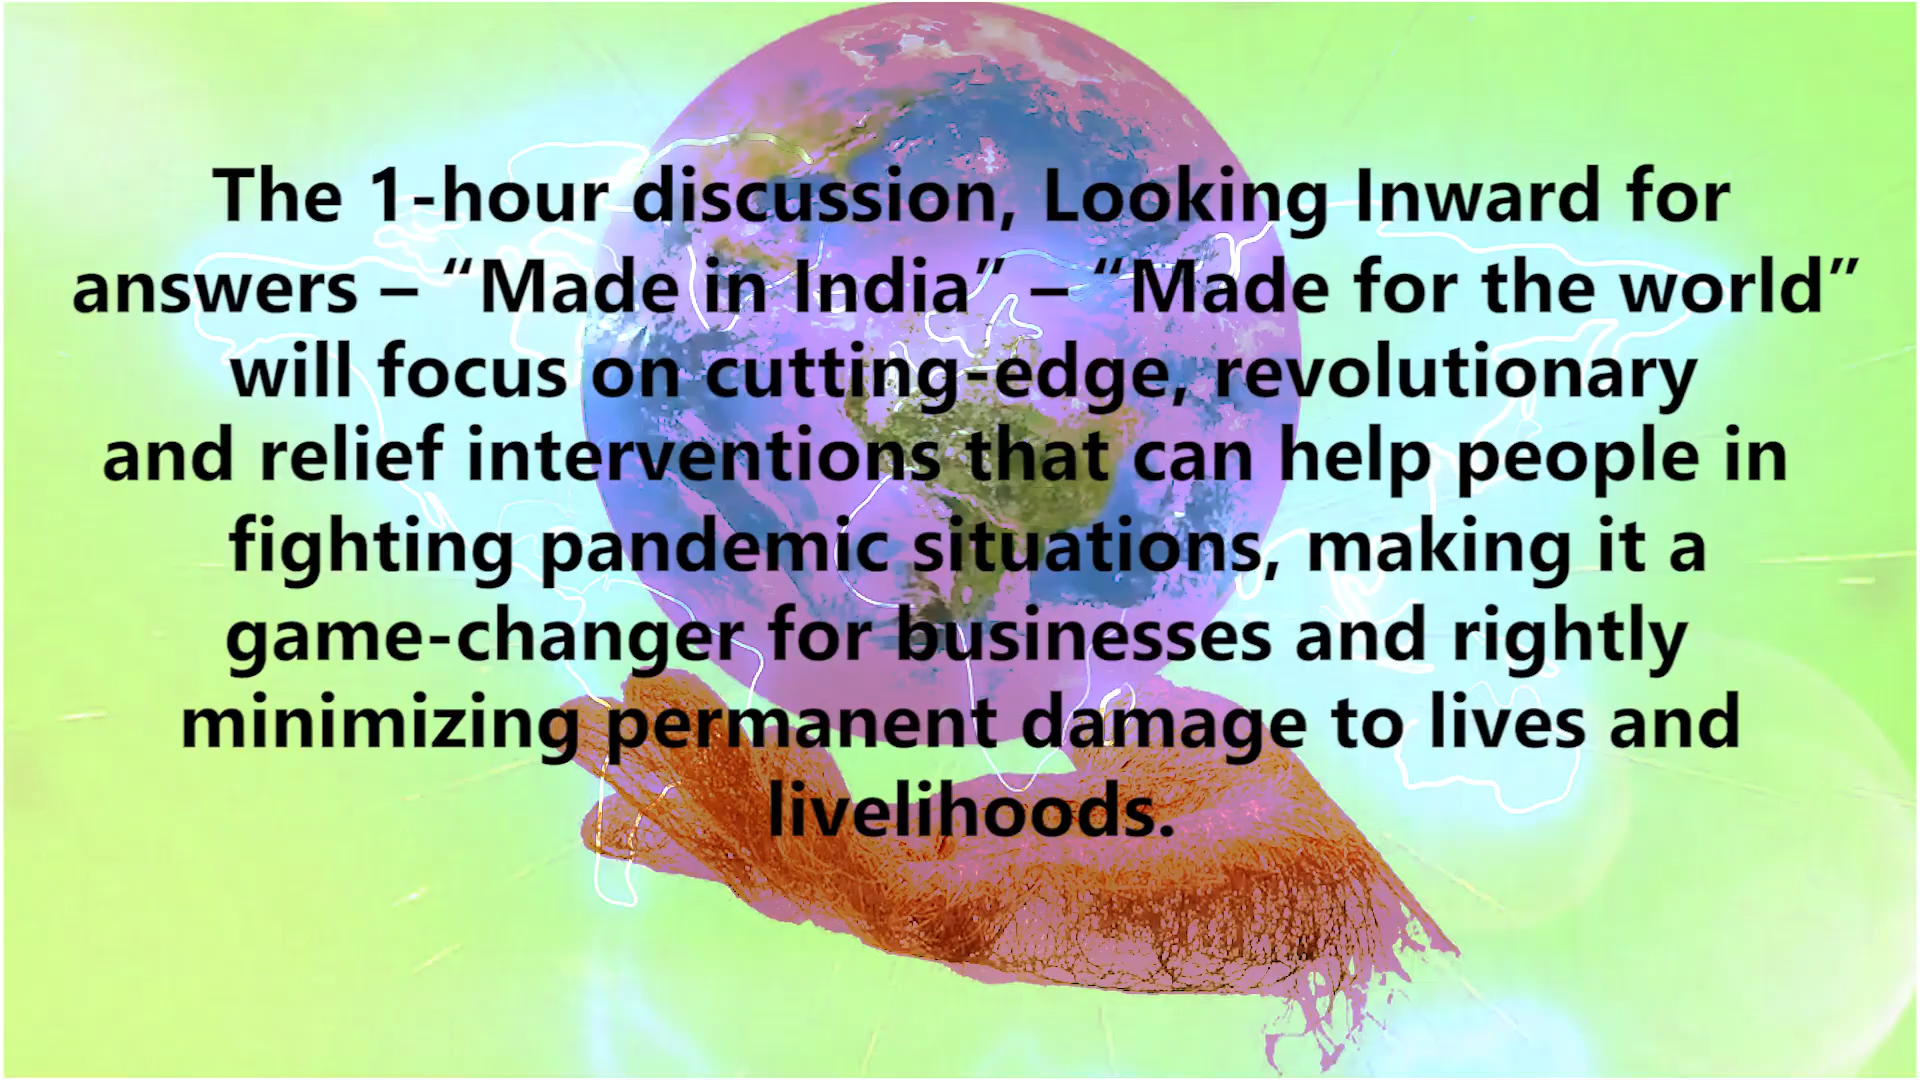 The 1-hour discussion, Looking Inward for
answers – “Made in India” – “Made for the world”
will focus on cutting-edge, revolutionary
and relief interventions that can help people in
fighting pandemic situations, making it a
game-changer for businesses and rightly
minimizing permanent damage to lives and
livelihoods.